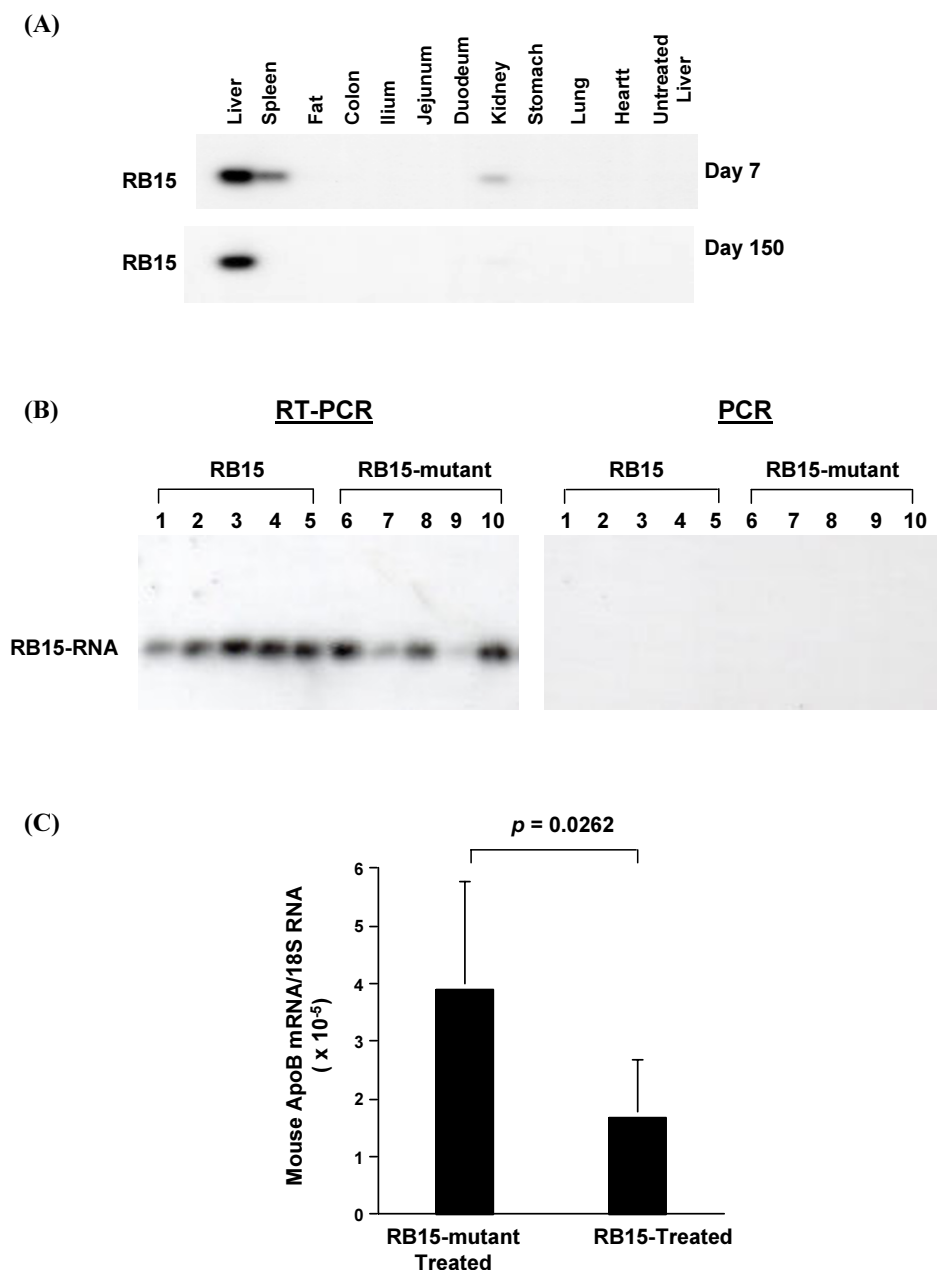 (A)
Liver
Spleen
Fat
Colon
Ilium
Jejunum
Duodeum
Kidney
Stomach
Lung
Heartt
Untreated
Liver
RB15
Day 7
RB15
Day 150
(B)
RT-PCR
PCR
RB15
RB15-mutant
RB15
RB15-mutant
1 2 3 4 5 6 7 8 9 10
1 2 3 4 5 6 7 8 9 10
RB15-RNA
(C)
p = 0.0262
Mouse ApoB mRNA/18S RNA
( x 10-5)
6
5
4
3
2
1
0
RB15-mutant
Treated
RB15-Treated